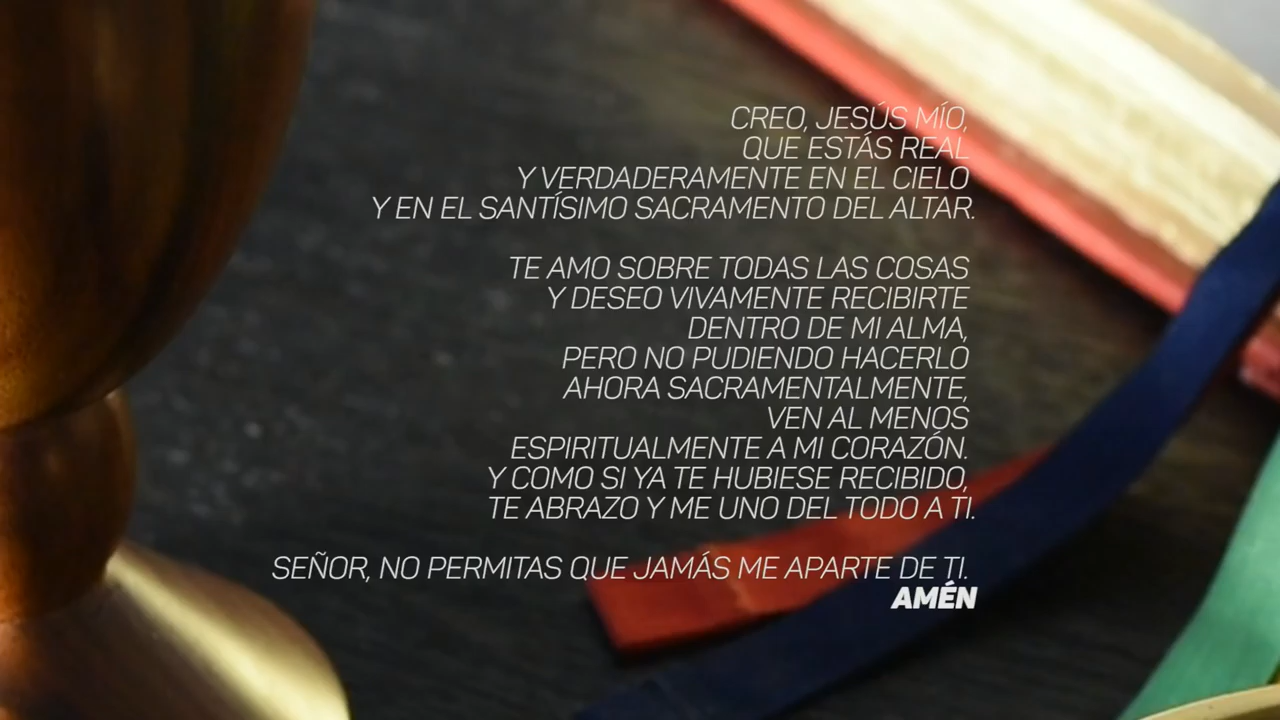 CREO, JESÚS MÍO,
QUE ESTÁS REAL
Y VERDADERAMENTE EN EL CIELO
Y EN EL SANTÍSIMO SACRAMENTO DEL ALTAR.
TE AMO SOBRE TODAS LAS COSAS
Y DESEO VIVAMENTE RECIBIRTE
DENTRO DE MI ALMA,
PERO NO PUDIENDO HACERLO
AHORA SACRAMENTALMENTE,
VEN AL MENOS
ESPIRITUALMENTE A MI CORAZÓN.
Y COMO SI YA TE HUBIESE RECIBIDO,
TE ABRAZO Y ME UNO DEL TODO A TI.
SEÑOR, NO PERMITAS QUE JAMÁS ME APARTE DE TI.
AMÉN